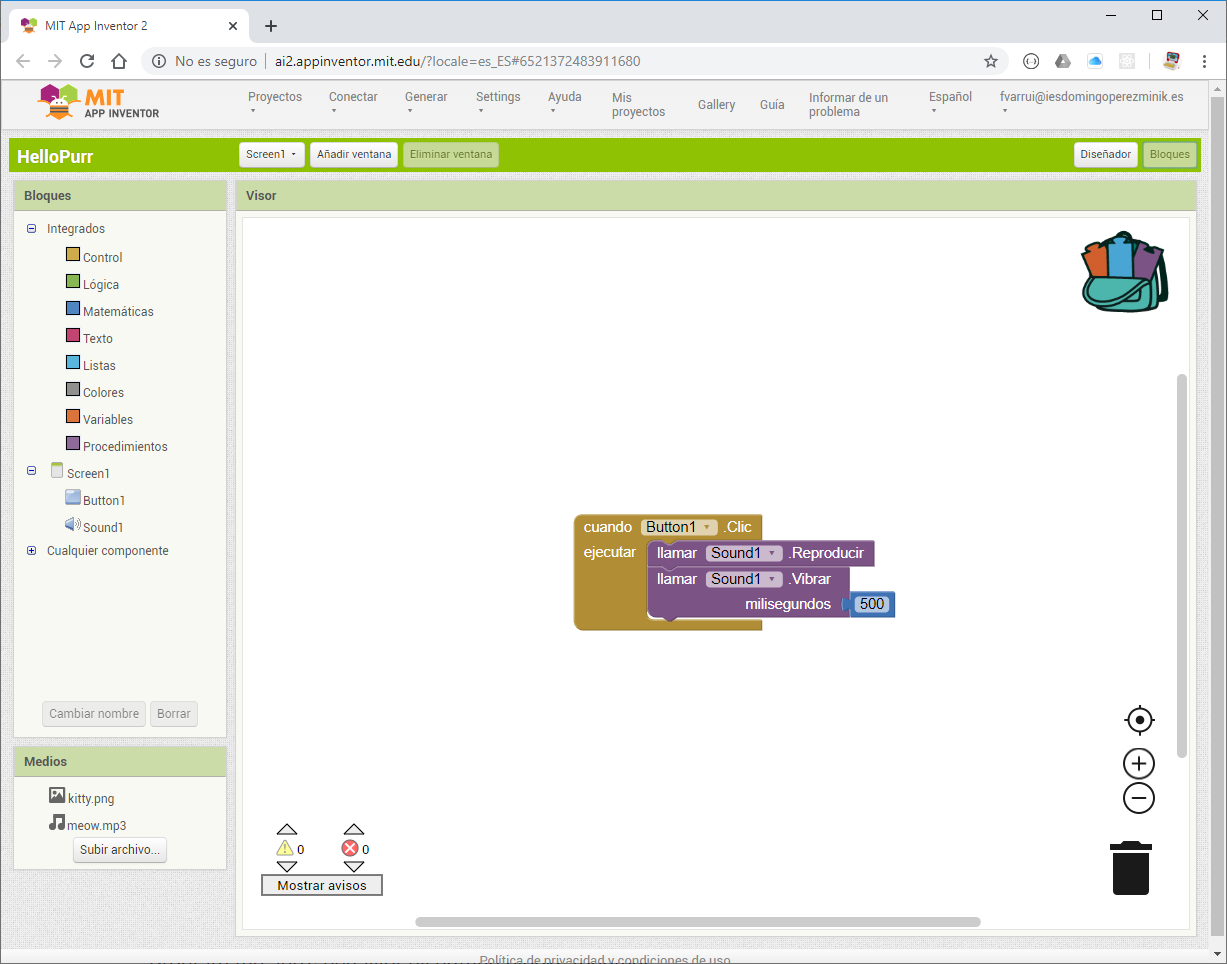 MIT App Inventor 2
No es seguro | ai2.appinventor.mit.edu/?locale=es_ES#6521372483911680
MIT
APP INVENTOR
Proyectos
Conectar
Generar
Settings
Ayuda
Mis
proyectos
Gallery
Guía
Informar de un
problema
Español
fvarrui@iesdomingoperezminik.es
HelloPurr
Screen1
Añadir ventana
Eliminar ventana
Diseñador
Bloques
Bloques
Integrados
Control
Lógica
Matemáticas
Texto
Listas
Colores
Variables
Procedimientos
Screen1
Button1
Sound1
Cualquier componente
Cambiar nombre
Borrar
Medios
kitty.png
meow.mp3
Subir archivo...
Visor
cuando Button1 .Clic
ejecutar llamar Sound1 .Reproducir
llamar Sound1 .Vibrar
milisegundos 500
0 0
Mostrar avisos
Política de privacidad y condiciones de uso